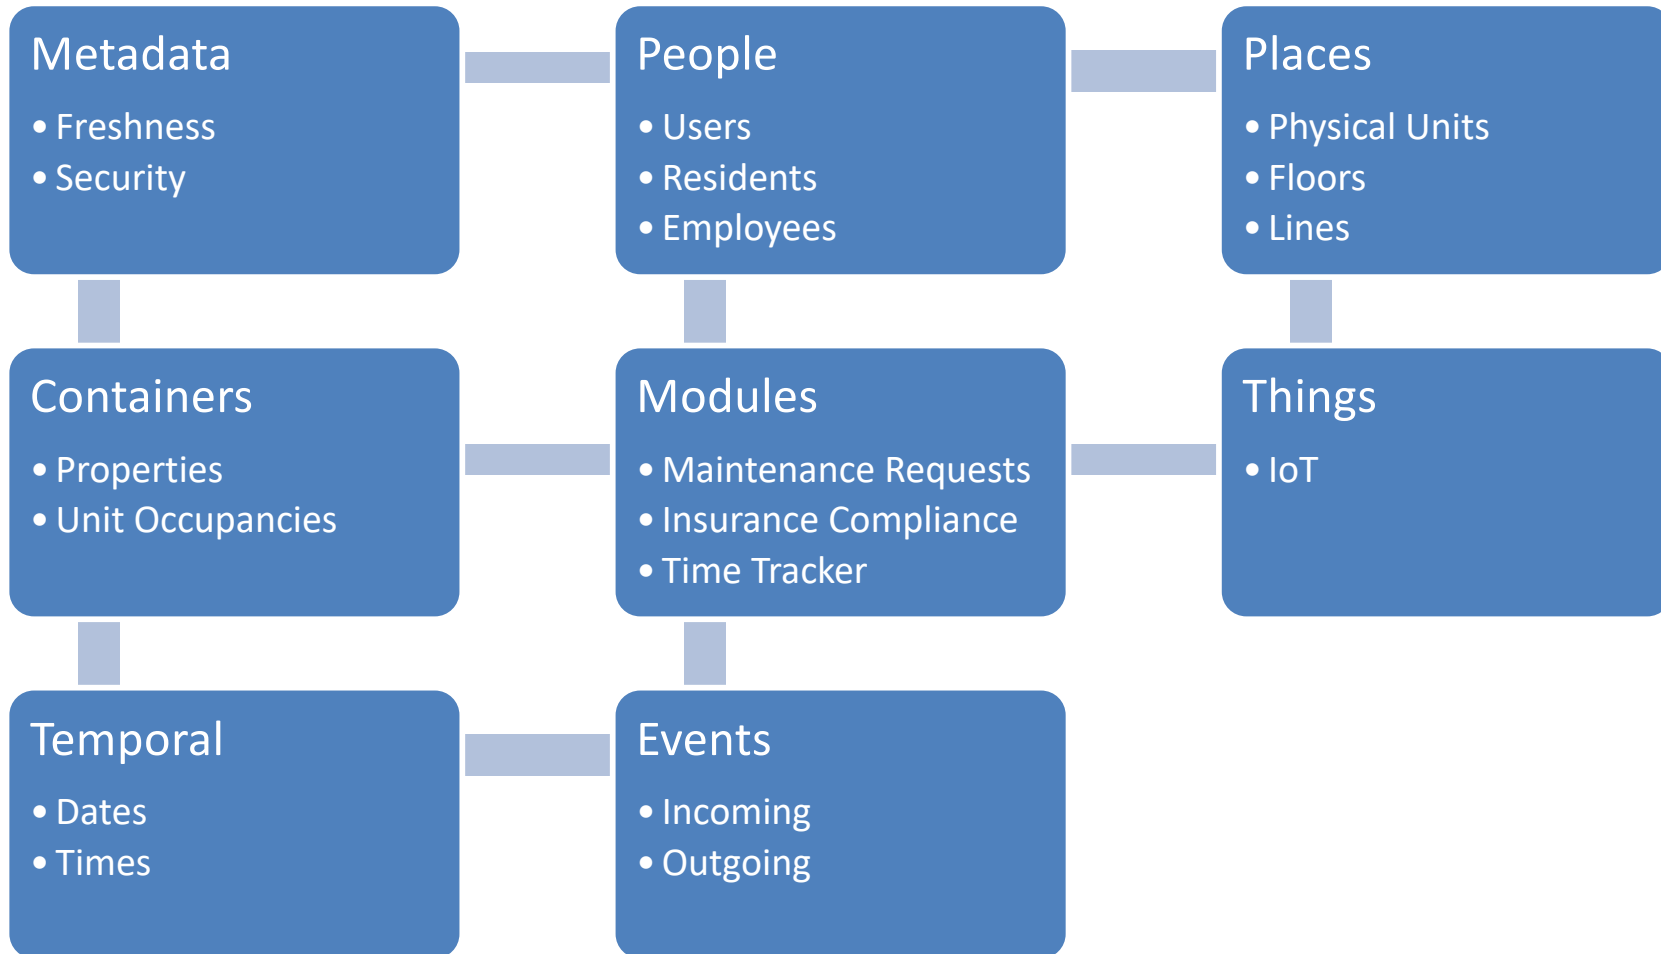 Metadata
• Freshness
• Security
People
• Users
• Residents
• Employees
Places
• Physical Units
• Floors
• Lines
Containers
• Properties
• Unit Occupancies
Modules
• Maintenance Requests
• Insurance Compliance
• Time Tracker
Things
• IoT
Temporal
• Dates
• Times
Events
• Incoming
• Outgoing